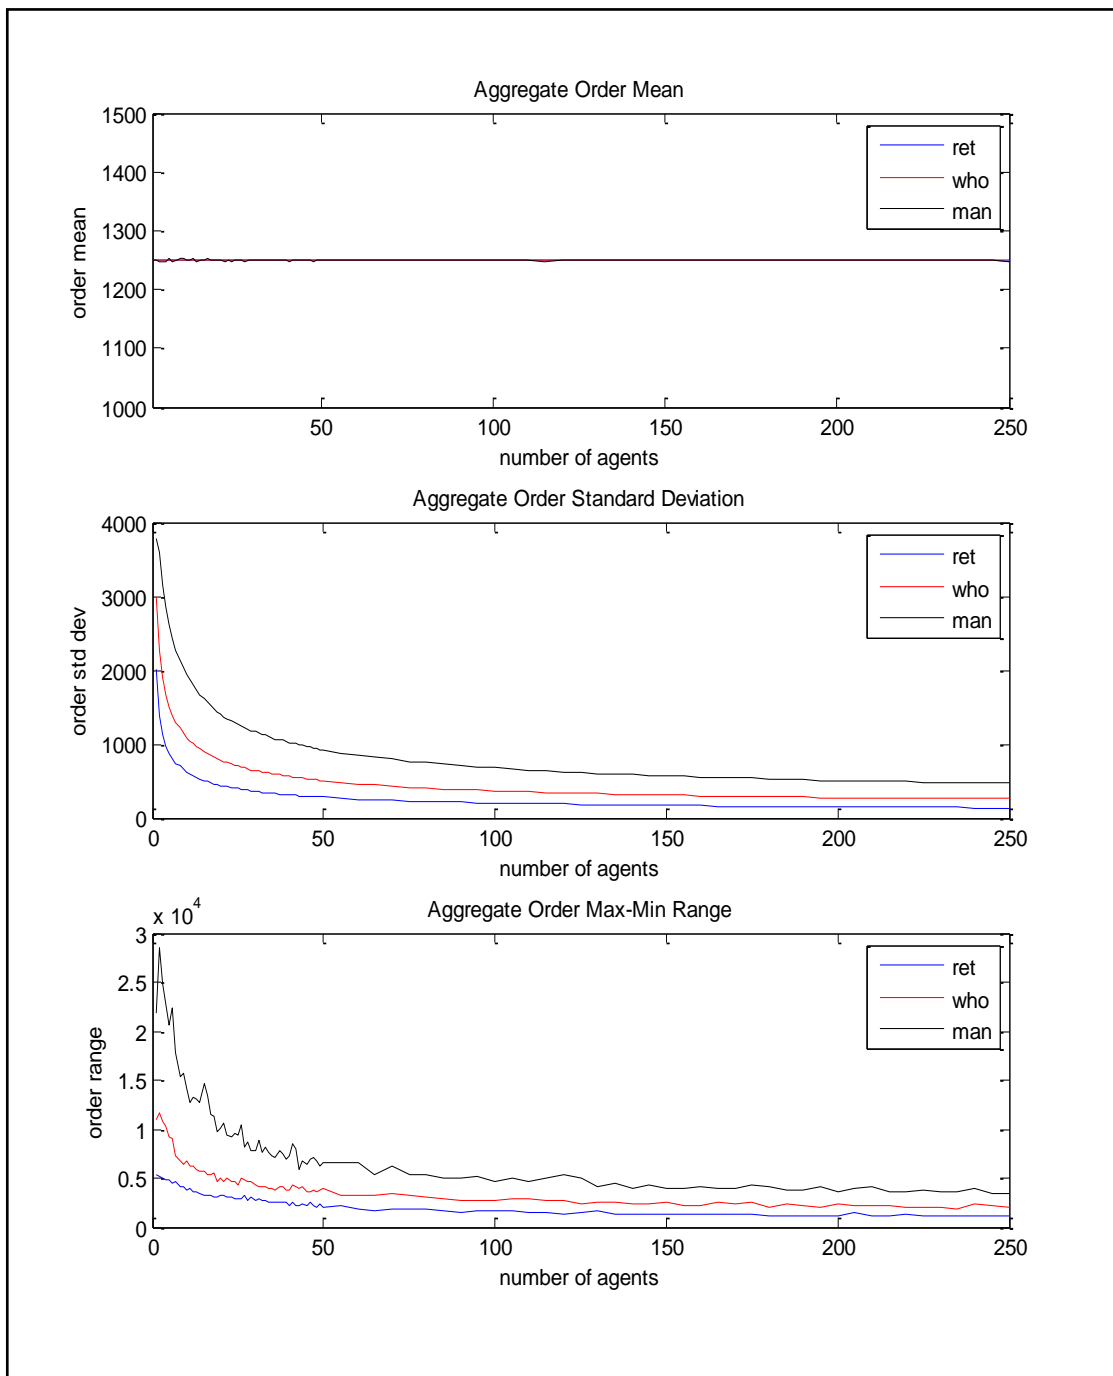 Aggregate Order Mean
1500
1400
1300
1200
1100
1000
order mean
ret
who
man
50
100
150
200
250
number of agents
Aggregate Order Standard Deviation
4000
3000
2000
1000
0
order std dev
ret
who
man
0
50
100
150
200
250
number of agents
x 10^4
Aggregate Order Max-Min Range
3
2.5
2
1.5
1
0.5
0
order range
ret
who
man
0
50
100
150
200
250
number of agents